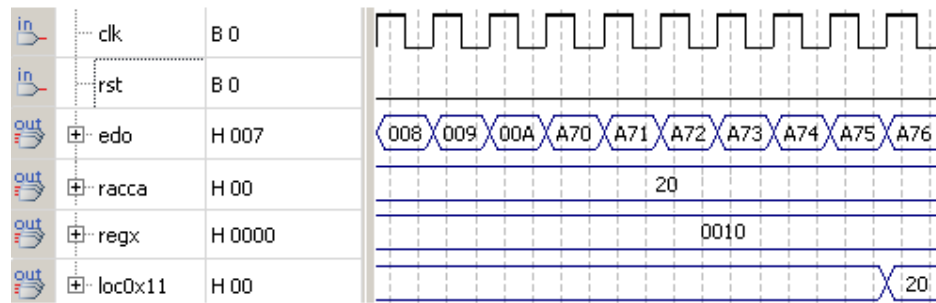 in clk B 0
in rst B 0
out edo H 007 008 009 00A A70 A71 A72 A73 A74 A75 A76
out racca H 00 20
out regx H 0000 0010
out loc0x11 H 00 20